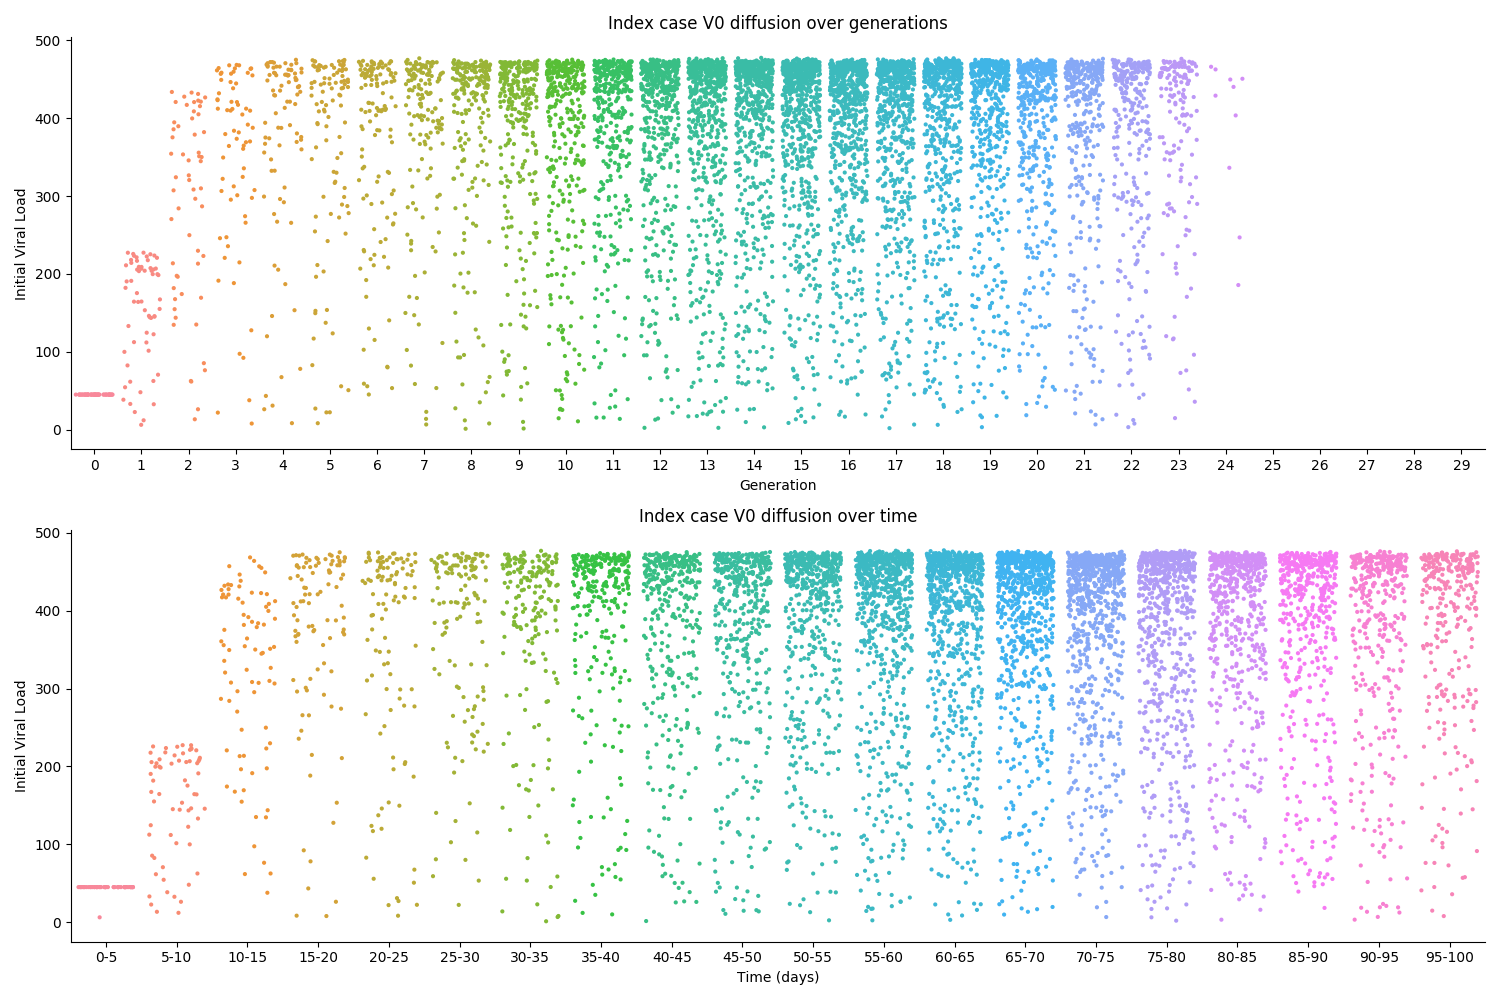 Index case V0 diffusion over generations
500
400
300
200
100
0
Initial Viral Load
0 1 2 3 4 5 6 7 8 9 10 11 12 13 14 15 16 17 18 19 20 21 22 23 24 25 26 27 28 29
Generation
Index case V0 diffusion over time
500
400
300
200
100
0
Initial Viral Load
0-5 5-10 10-15 15-20 20-25 25-30 30-35 35-40 40-45 45-50 50-55 55-60 60-65 65-70 70-75 75-80 80-85 85-90 90-95 95-100
Time (days)